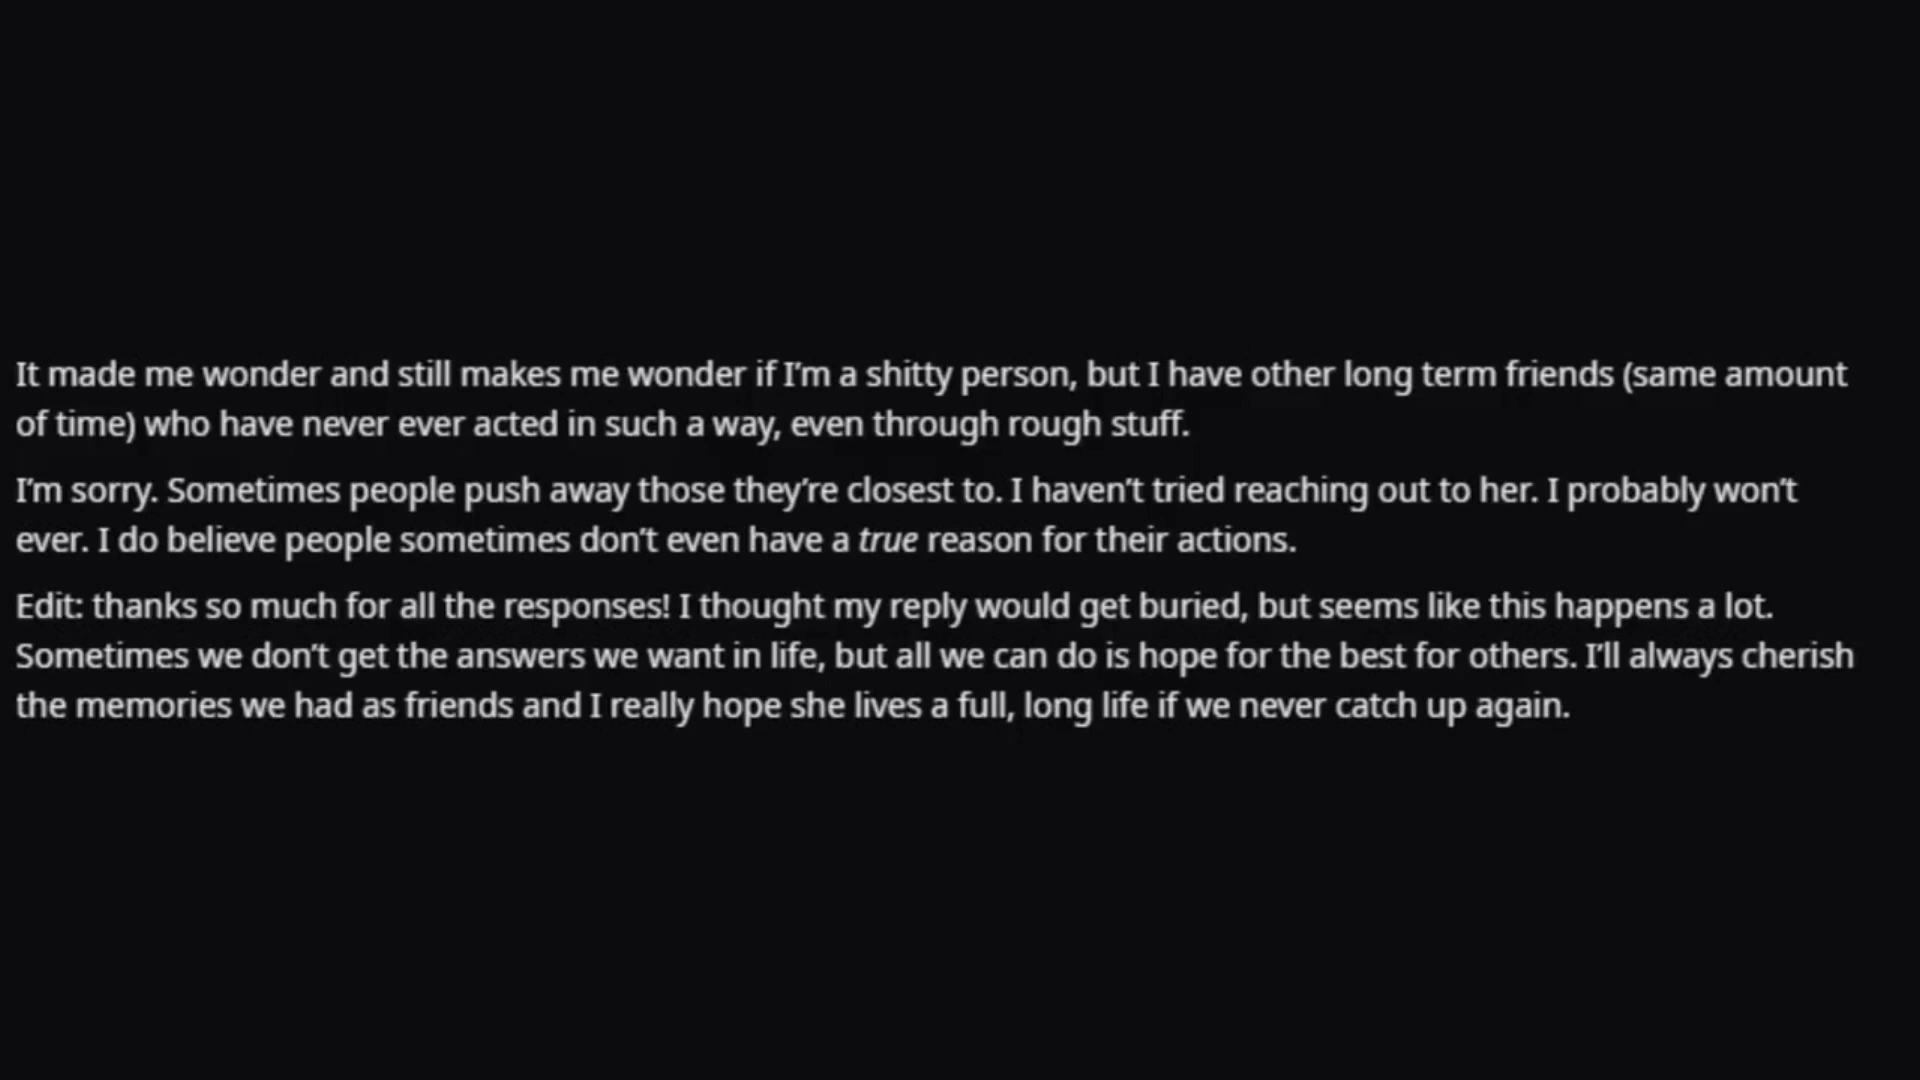 It made me wonder and still makes me wonder if I’m a shitty person, but I have other long term friends (same amount
of time) who have never ever acted in such a way, even through rough stuff.
I’m sorry. Sometimes people push away those they’re closest to. I haven’t tried reaching out to her. I probably won’t
ever. I do believe people sometimes don’t even have a true reason for their actions.
Edit: thanks so much for all the responses! I thought my reply would get buried, but seems like this happens a lot.
Sometimes we don’t get the answers we want in life, but all we can do is hope for the best for others. I’ll always cherish
the memories we had as friends and I really hope she lives a full, long life if we never catch up again.